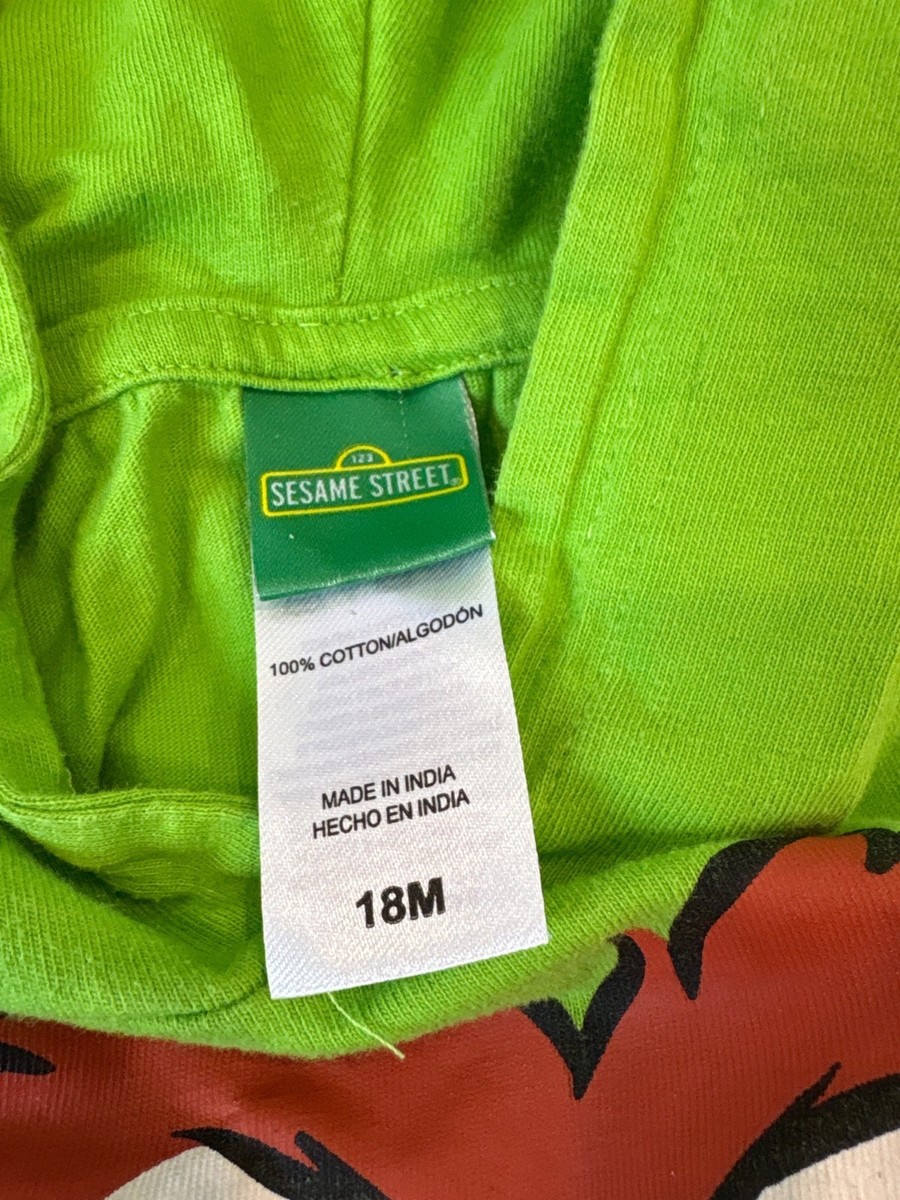 123
SESAME STREET
100% COTTON/ALGODÓN
MADE IN INDIA
HECHO EN INDIA
18M